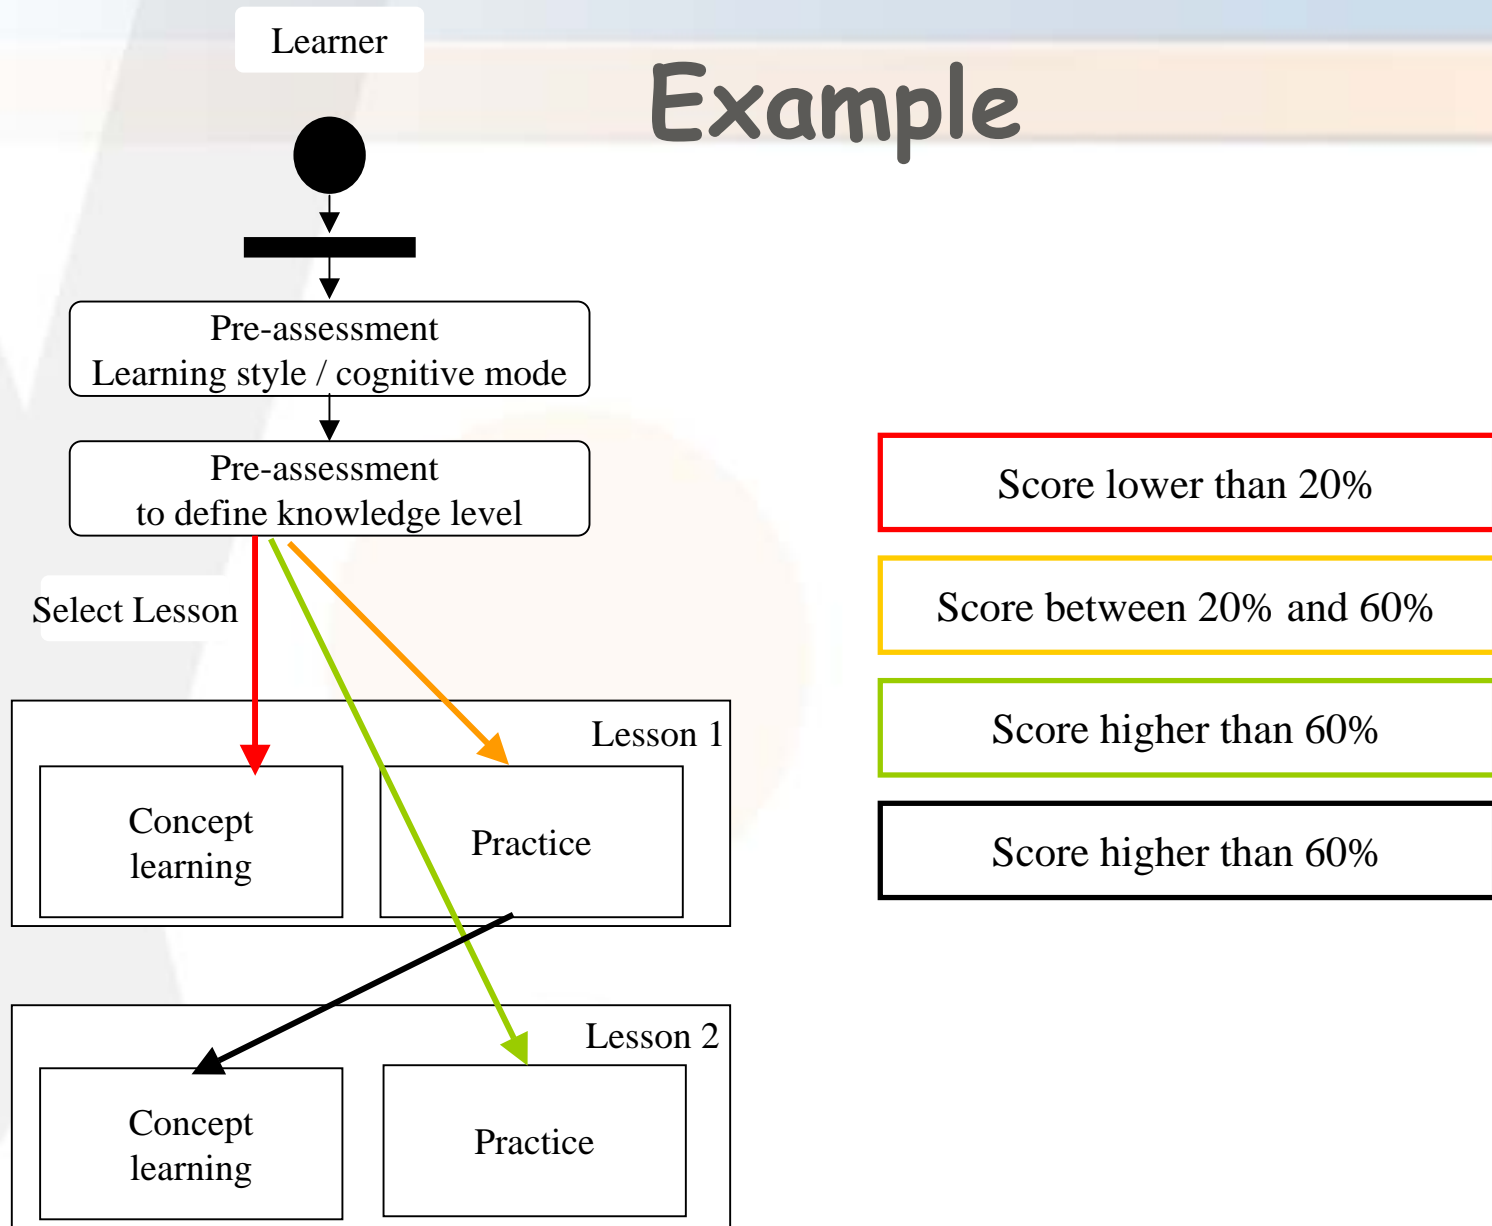 Learner
Example
Pre-assessment
Learning style / cognitive mode
Pre-assessment
to define knowledge level
Select Lesson
Lesson 1
Concept
learning
Practice
Lesson 2
Concept
learning
Practice
Score lower than 20%
Score between 20% and 60%
Score higher than 60%
Score higher than 60%